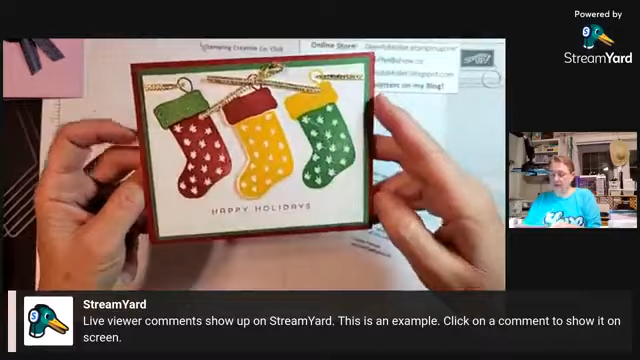 Powered by
StreamYard
Stamping Creative Co. Club
Online Store:
HAPPY HOLIDAYS
StreamYard
Live viewer comments show up on StreamYard. This is an example. Click on a comment to show it on
screen.